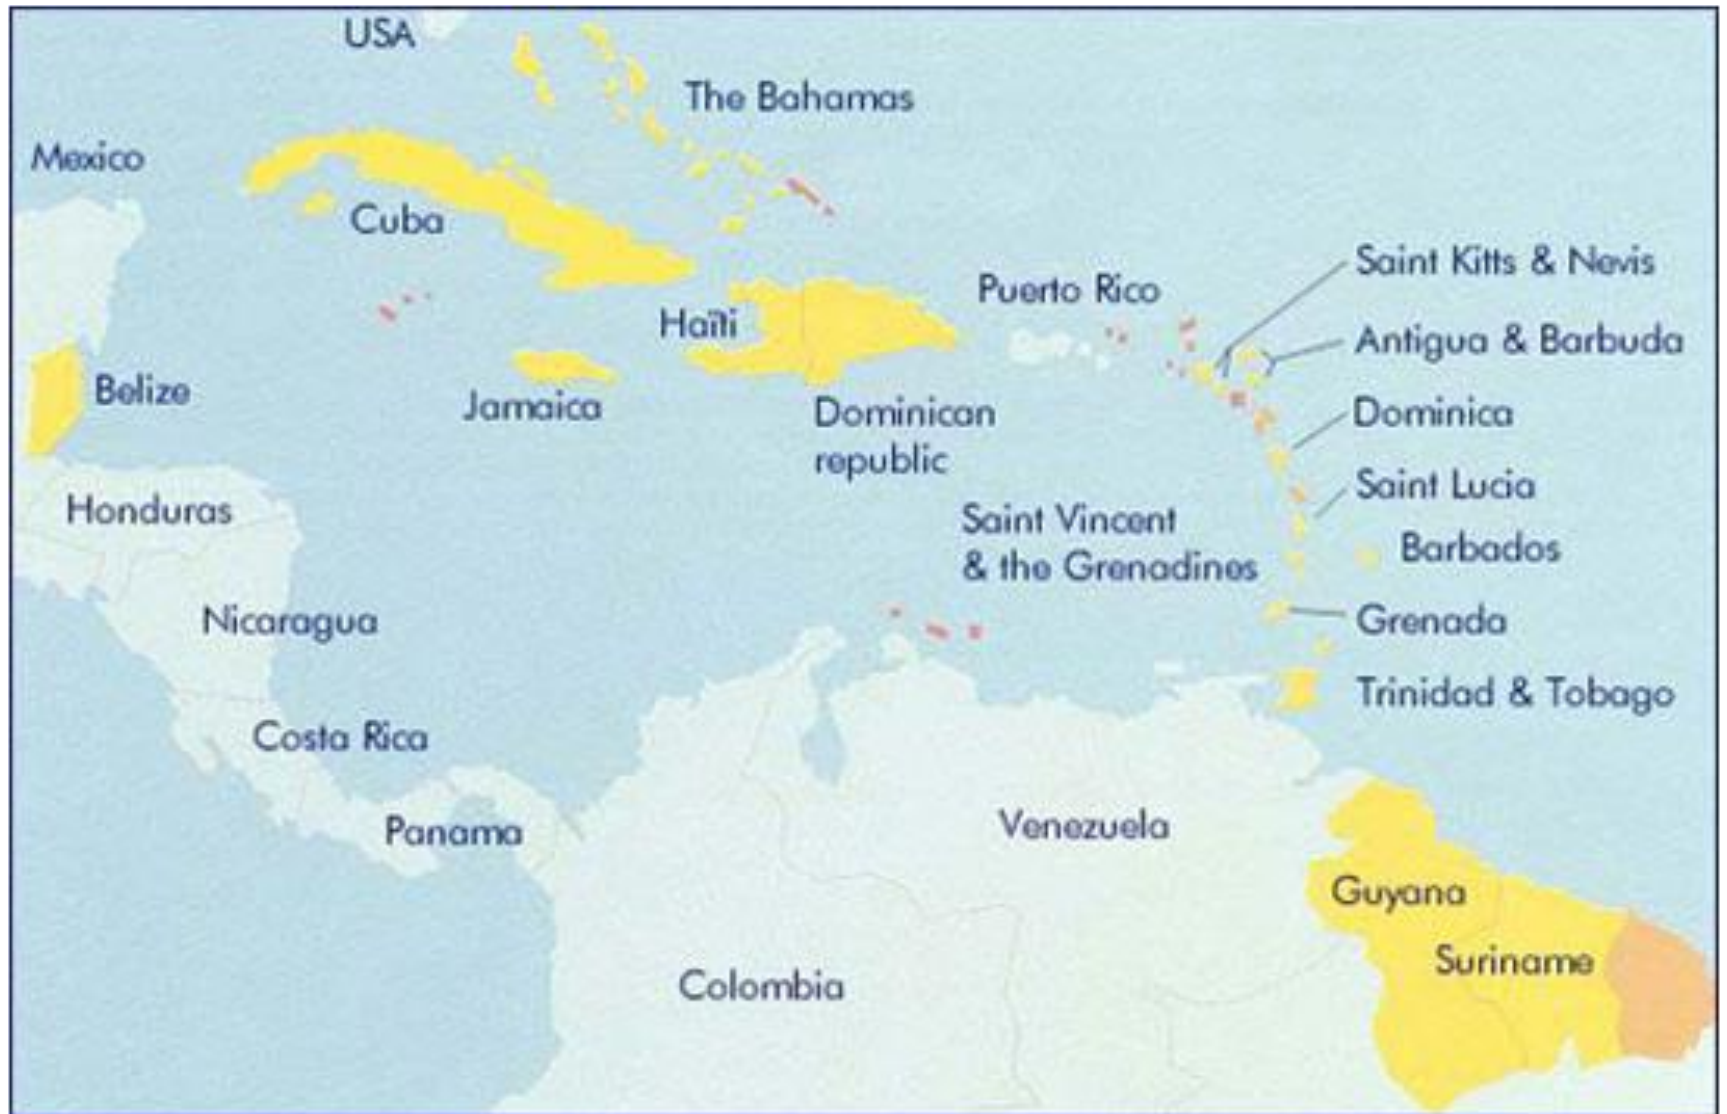 USA
The Bahamas
Mexico
Cuba
Saint Kitts & Nevis
Puerto Rico
Haïti
Antigua & Barbuda
Belize
Jamaica
Dominican
republic
Dominica
Saint Lucia
Honduras
Saint Vincent
& the Grenadines
Barbados
Nicaragua
Grenada
Trinidad & Tobago
Costa Rica
Panama
Venezuela
Guyana
Suriname
Colombia